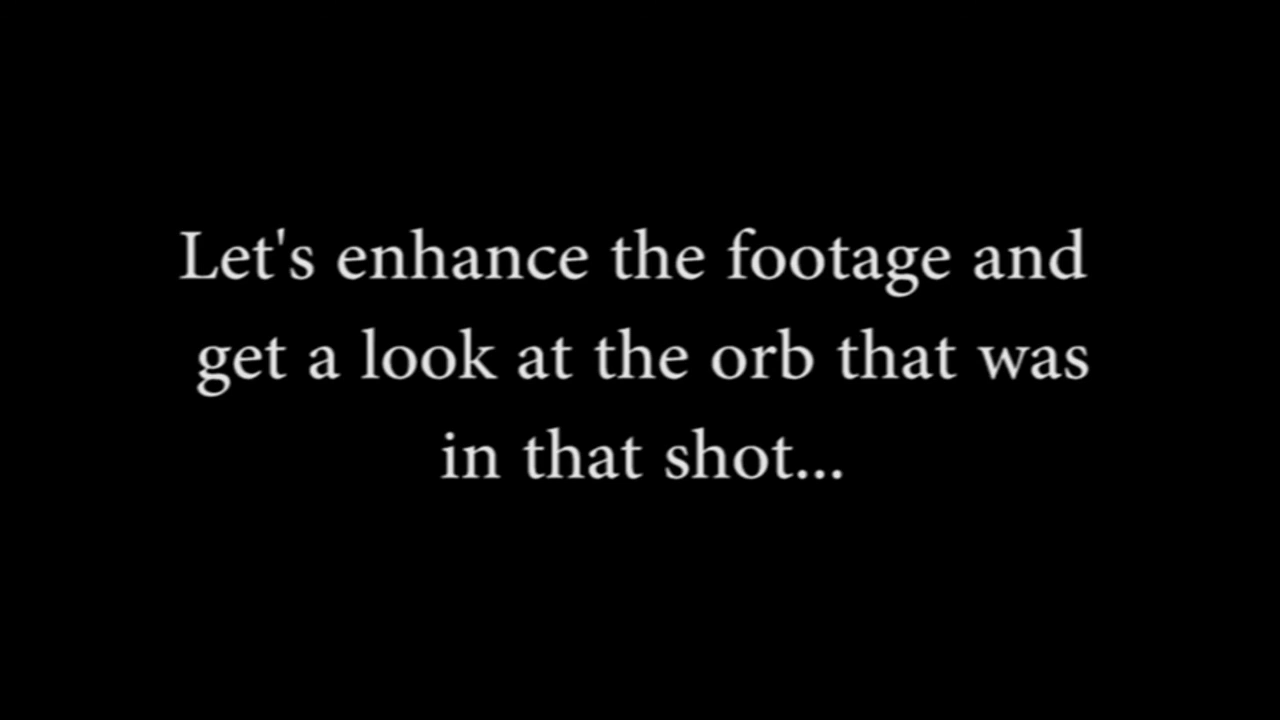 Let's enhance the footage and
get a look at the orb that was
in that shot...